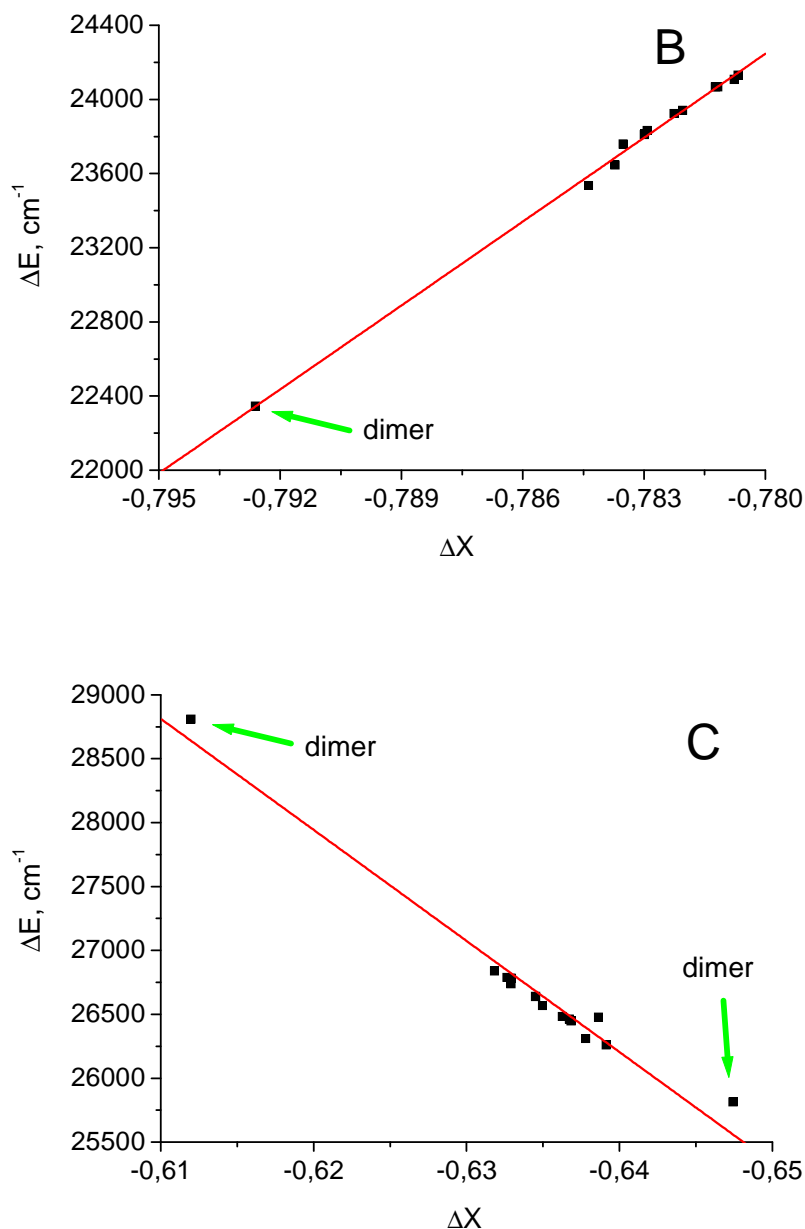 24400
B
24000
23600
23200
22800
22400
22000
ΔE, cm-1
dimer
-0,795 -0,792 -0,789 -0,786 -0,783 -0,780
ΔX
29000
C
28500
dimer
28000
27500
27000
ΔE, cm-1
dimer
26500
26000
25500
-0,61 -0,62 -0,63 -0,64 -0,65
ΔX